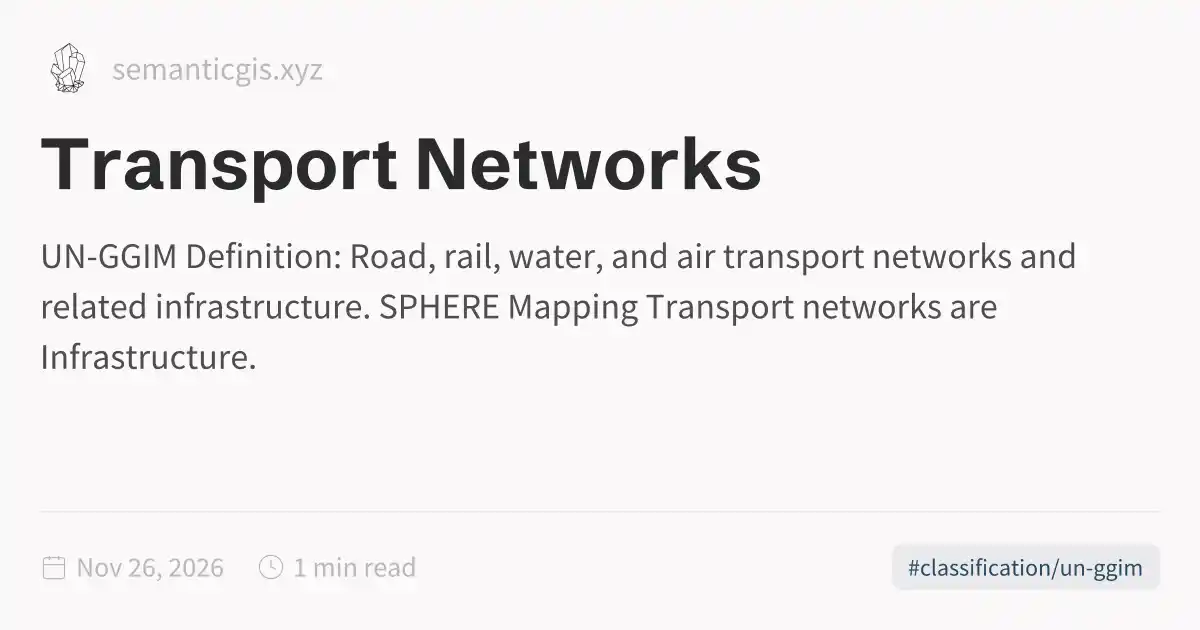 semanticgis.xyz
Transport Networks
UN-GGIM Definition: Road, rail, water, and air transport networks and
related infrastructure. SPHERE Mapping Transport networks are
Infrastructure.
Nov 26, 2026 1 min read #classification/un-ggim